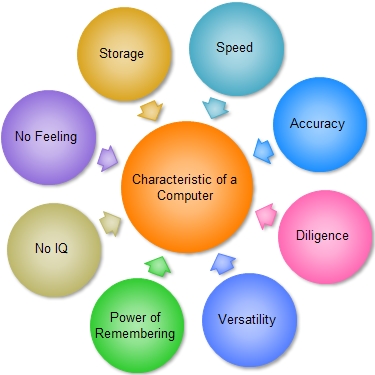 Characteristic of a
Computer
Speed
Accuracy
Diligence
Versatility
Power of
Remembering
No IQ
No Feeling
Storage